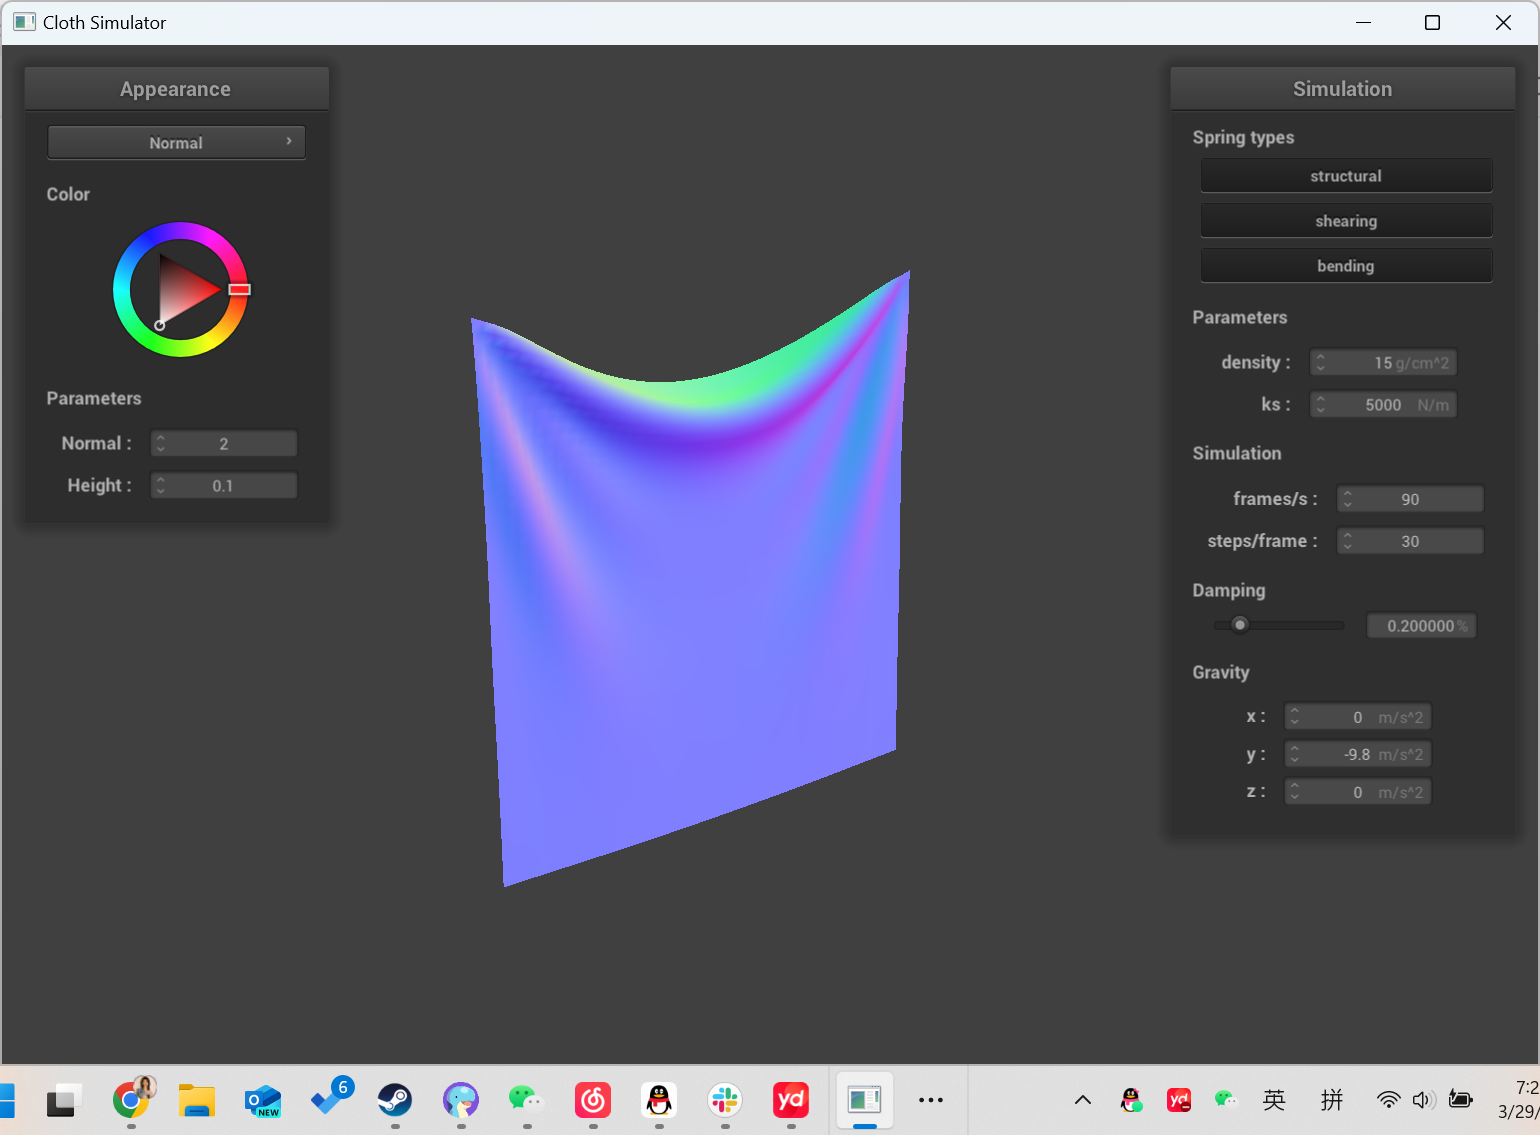 Cloth Simulator
Appearance
Normal
Color
Parameters
Normal : 2
Height : 0.1
Simulation
Spring types
structural
shearing
bending
Parameters
density : 15 g/cm^2
ks : 5000 N/m
Simulation
frames/s : 90
steps/frame : 30
Damping
0.200000 %
Gravity
x : 0 m/s^2
y : -9.8 m/s^2
z : 0 m/s^2
6
O
NEW
yd
yd
英
拼
7:2
3/29/